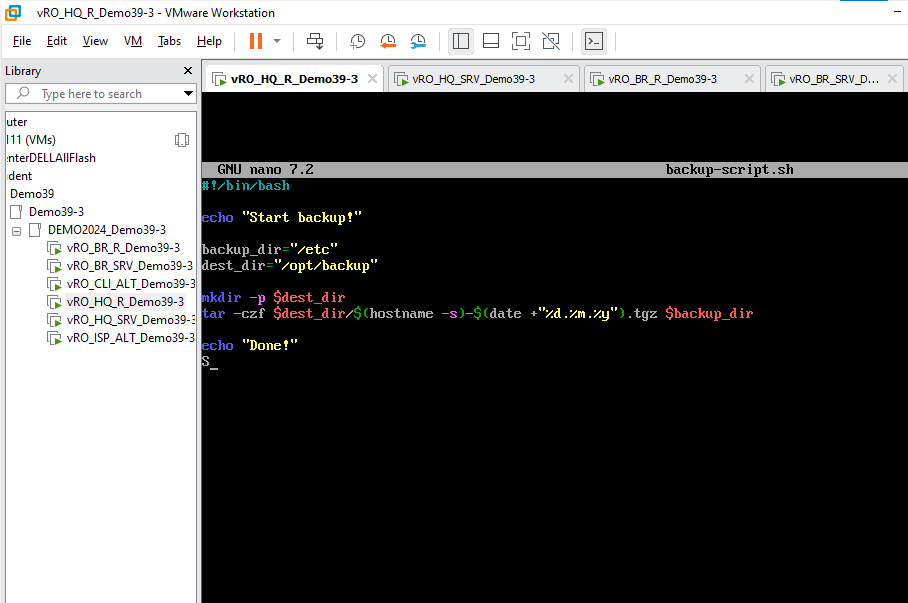 vRO_HQ_R_Demo39-3 - VMware Workstation
File Edit View VM Tabs Help
Library
Type here to search
vRO_HQ_R_Demo39-3 vRO_HQ_SRV_Demo39-3 vRO_BR_R_Demo39-3 vRO_BR_SRV_D...
uter
111 (VMs)
enterDELLAllFlash
dent
Demo39
Demo39-3
DEMO2024_Demo39-3
vRO_BR_R_Demo39-3
vRO_BR_SRV_Demo39-3
vRO_CLI_ALT_Demo39-3
vRO_HQ_R_Demo39-3
vRO_HQ_SRV_Demo39-3
vRO_ISP_ALT_Demo39-3
GNU nano 7.2 backup-script.sh
#!/bin/bash
echo "Start backup!"
backup_dir="/etc"
dest_dir="/opt/backup"
mkdir -p $dest_dir
tar -czf $dest_dir/$(hostname -s)-$(date +"%d.%m.%y").tgz $backup_dir
echo "Done!"
S_